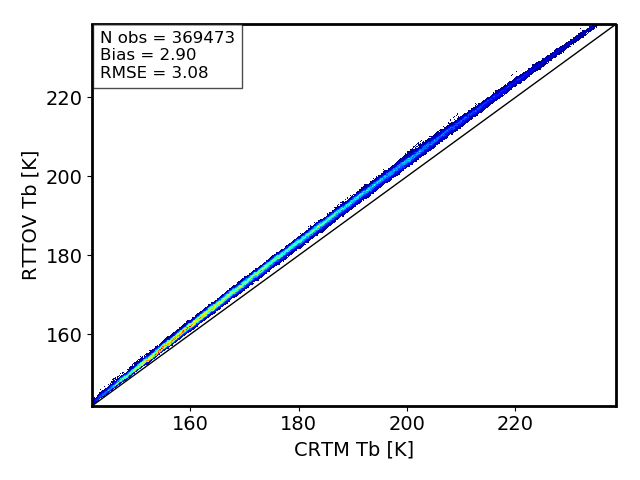 N obs = 369473
Bias = 2.90
RMSE = 3.08
220
200
180
160
RTTOV Tb [K]
160 180 200 220
CRTM Tb [K]